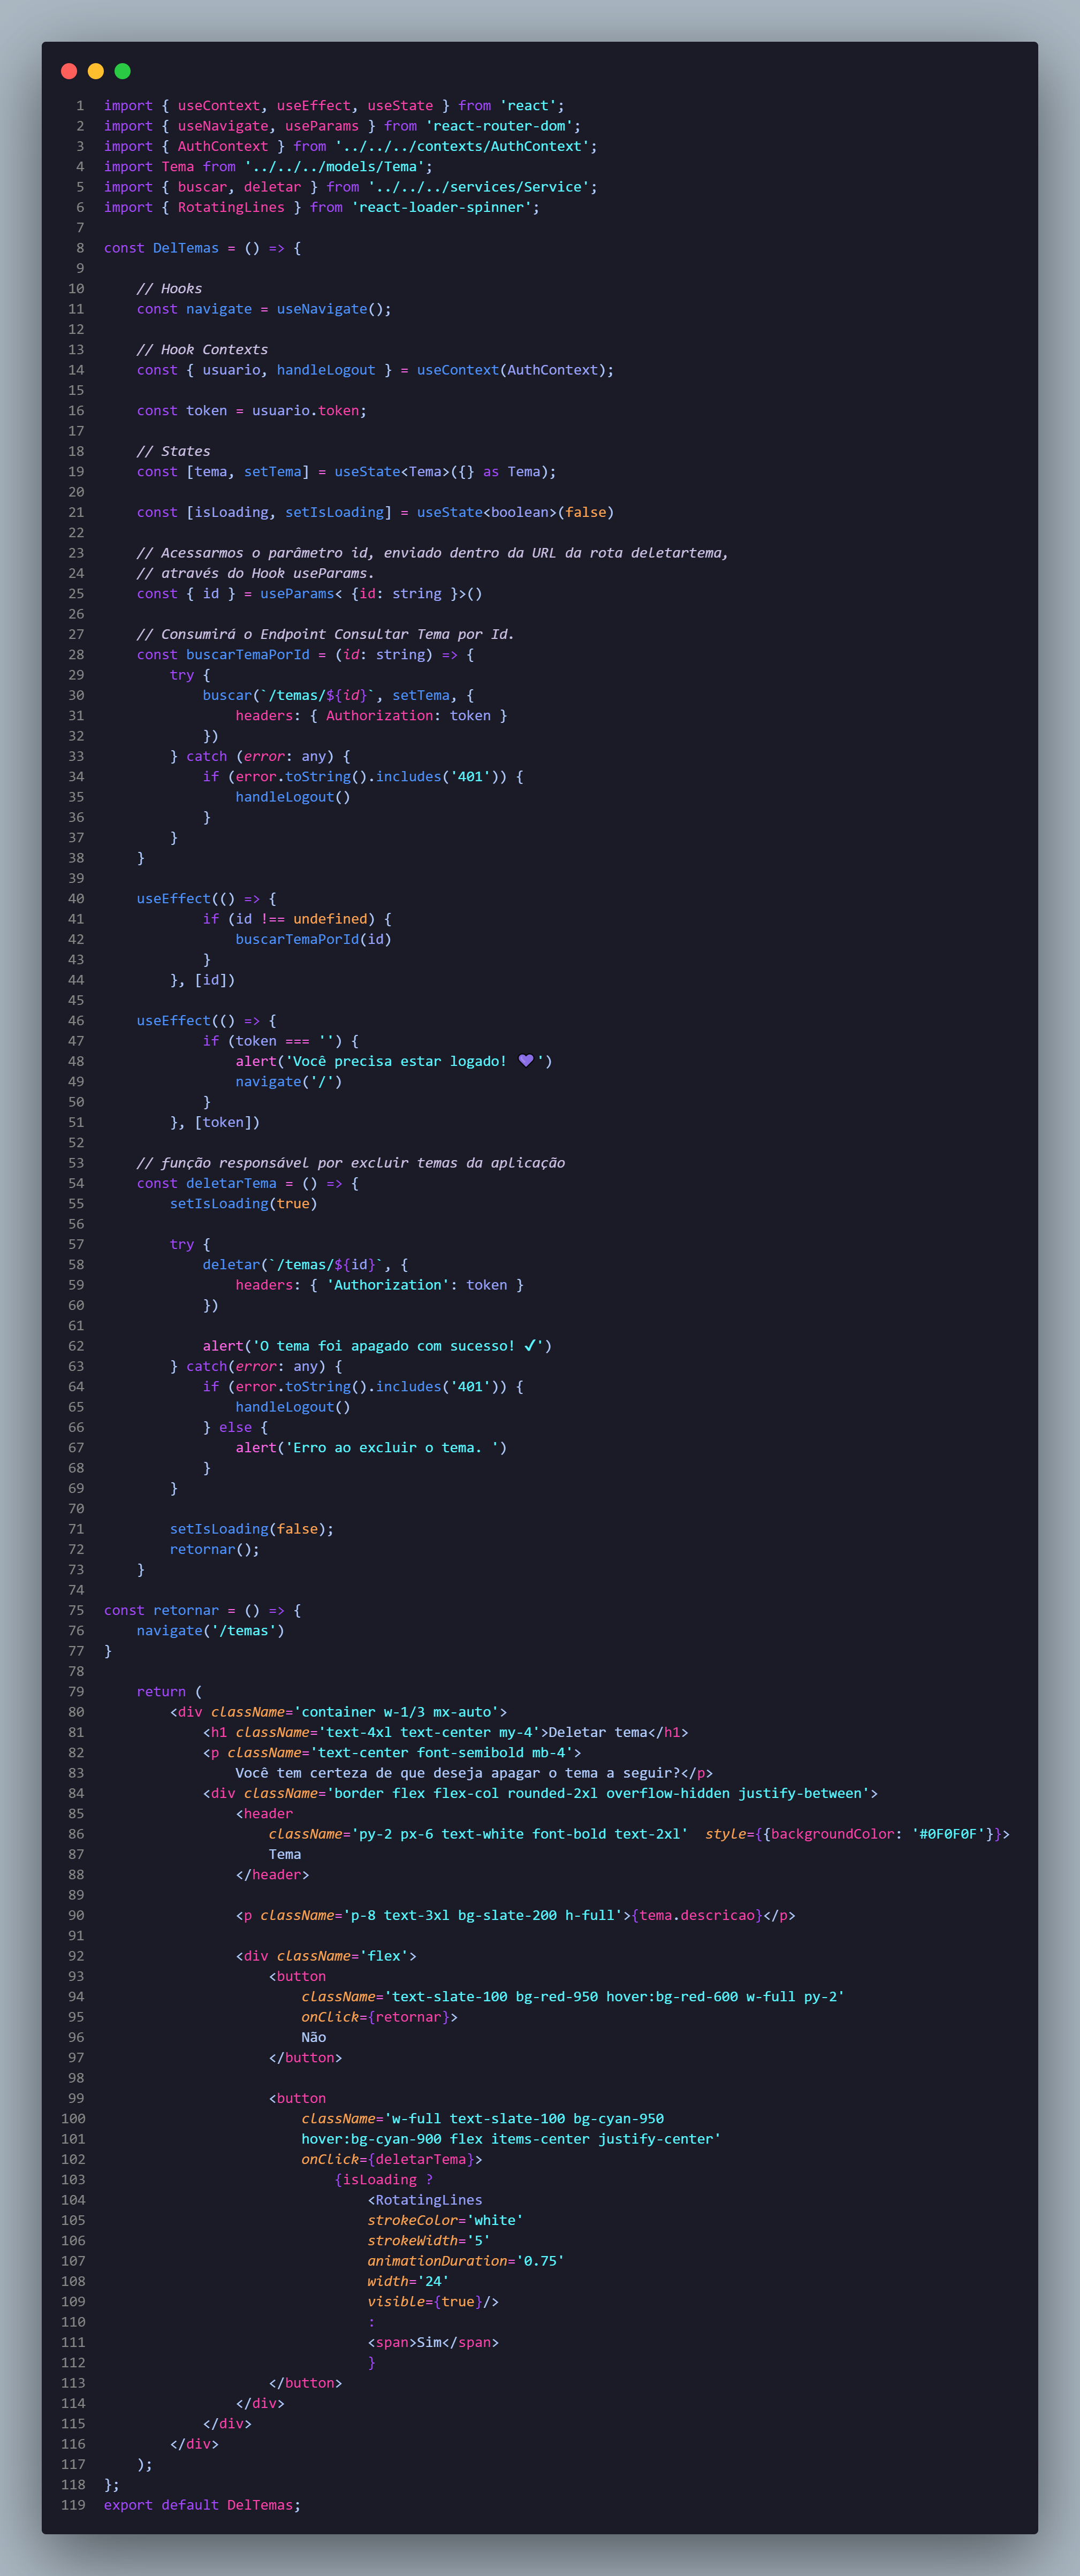 1 import { useContext, useEffect, useState } from 'react';
2 import { useNavigate, useParams } from 'react-router-dom';
3 import { AuthContext } from '../../../contexts/AuthContext';
4 import Tema from '../../../models/Tema';
5 import { buscar, deletar } from '../../../services/Service';
6 import { RotatingLines } from 'react-loader-spinner';
7
8 const DelTemas = () => {
9
10     // Hooks
11     const navigate = useNavigate();
12
13     // Hook Contexts
14     const { usuario, handleLogout } = useContext(AuthContext);
15
16     const token = usuario.token;
17
18     // States
19     const [tema, setTema] = useState<Tema>({} as Tema);
20
21     const [isLoading, setIsLoading] = useState<boolean>(false)
22
23     // Acessarmos o parâmetro id, enviado dentro da URL da rota deletartema,
24     // através do Hook useParams.
25     const { id } = useParams< {id: string }>()
26
27     // Consumirá o Endpoint Consultar Tema por Id.
28     const buscarTemaPorId = (id: string) => {
29         try {
30             buscar(`/temas/${id}`, setTema, {
31                 headers: { Authorization: token }
32             })
33         } catch (error: any) {
34             if (error.toString().includes('401')) {
35                 handleLogout()
36             }
37         }
38     }
39
40     useEffect(() => {
41             if (id !== undefined) {
42                 buscarTemaPorId(id)
43             }
44         }, [id])
45
46     useEffect(() => {
47             if (token === '') {
48                 alert('Você precisa estar logado! 💜')
49                 navigate('/')
50             }
51         }, [token])
52
53     // função responsável por excluir temas da aplicação
54     const deletarTema = () => {
55         setIsLoading(true)
56
57         try {
58             deletar(`/temas/${id}`, {
59                 headers: { 'Authorization': token }
60             })
61
62             alert('O tema foi apagado com sucesso! ✔')
63         } catch(error: any) {
64             if (error.toString().includes('401')) {
65                 handleLogout()
66             } else {
67                 alert('Erro ao excluir o tema. ')
68             }
69         }
70
71         setIsLoading(false);
72         retornar();
73     }
74
75 const retornar = () => {
76     navigate('/temas')
77 }
78
79     return (
80         <div className='container w-1/3 mx-auto'>
81             <h1 className='text-4xl text-center my-4'>Deletar tema</h1>
82             <p className='text-center font-semibold mb-4'>
83                 Você tem certeza de que deseja apagar o tema a seguir?</p>
84             <div className='border flex flex-col rounded-2xl overflow-hidden justify-between'>
85                 <header
86                     className='py-2 px-6 text-white font-bold text-2xl'  style={{backgroundColor: '#0F0F0F'}}>
87                     Tema
88                 </header>
89
90                 <p className='p-8 text-3xl bg-slate-200 h-full'>{tema.descricao}</p>
91
92                 <div className='flex'>
93                     <button
94                         className='text-slate-100 bg-red-950 hover:bg-red-600 w-full py-2'
95                         onClick={retornar}>
96                         Não
97                     </button>
98
99                     <button
100                         className='w-full text-slate-100 bg-cyan-950
101                         hover:bg-cyan-900 flex items-center justify-center'
102                         onClick={deletarTema}>
103                             {isLoading ?
104                                 <RotatingLines
105                                 strokeColor='white'
106                                 strokeWidth='5'
107                                 animationDuration='0.75'
108                                 width='24'
109                                 visible={true}/>
110                                 :
111                                 <span>Sim</span>
112                                 }
113                     </button>
114                 </div>
115             </div>
116         </div>
117     );
118 };
119 export default DelTemas;